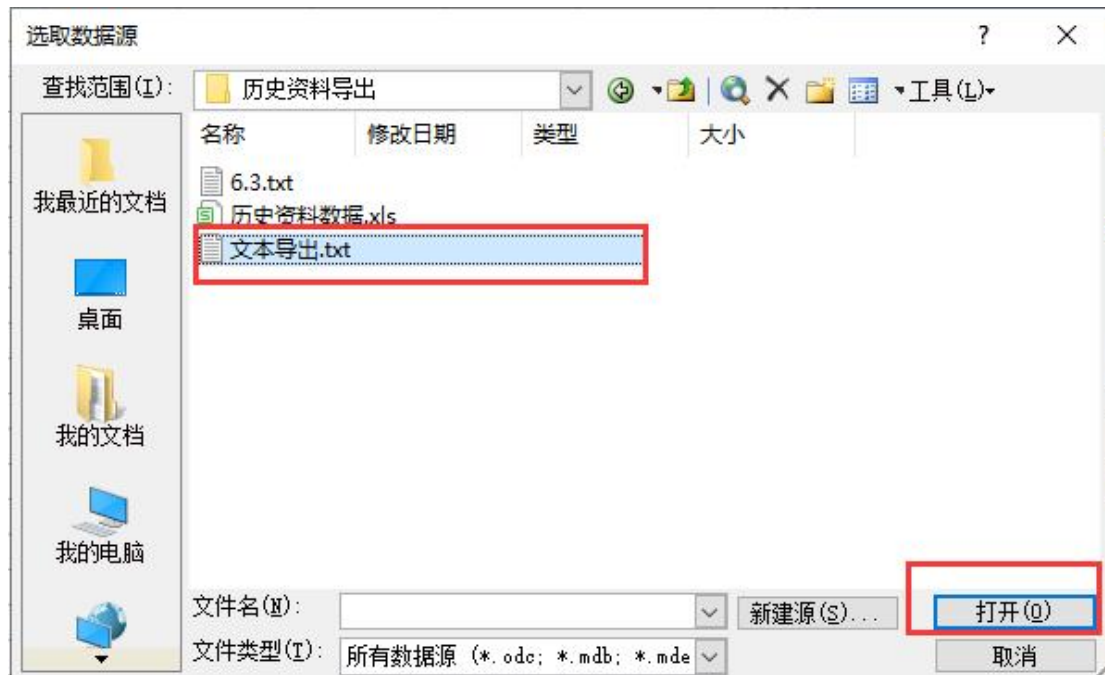 选取数据源 ?
查找范围(I): 历史资料导出 工具(L)
名称 修改日期 类型 大小
我最近的文档
6.3.txt
历史资料数据.xls
文本导出.txt
桌面
我的文档
我的电脑
文件名(N): 新建源(S)... 打开(O)
文件类型(T): 所有数据源 (*.odc; *.mdb; *.mde 取消